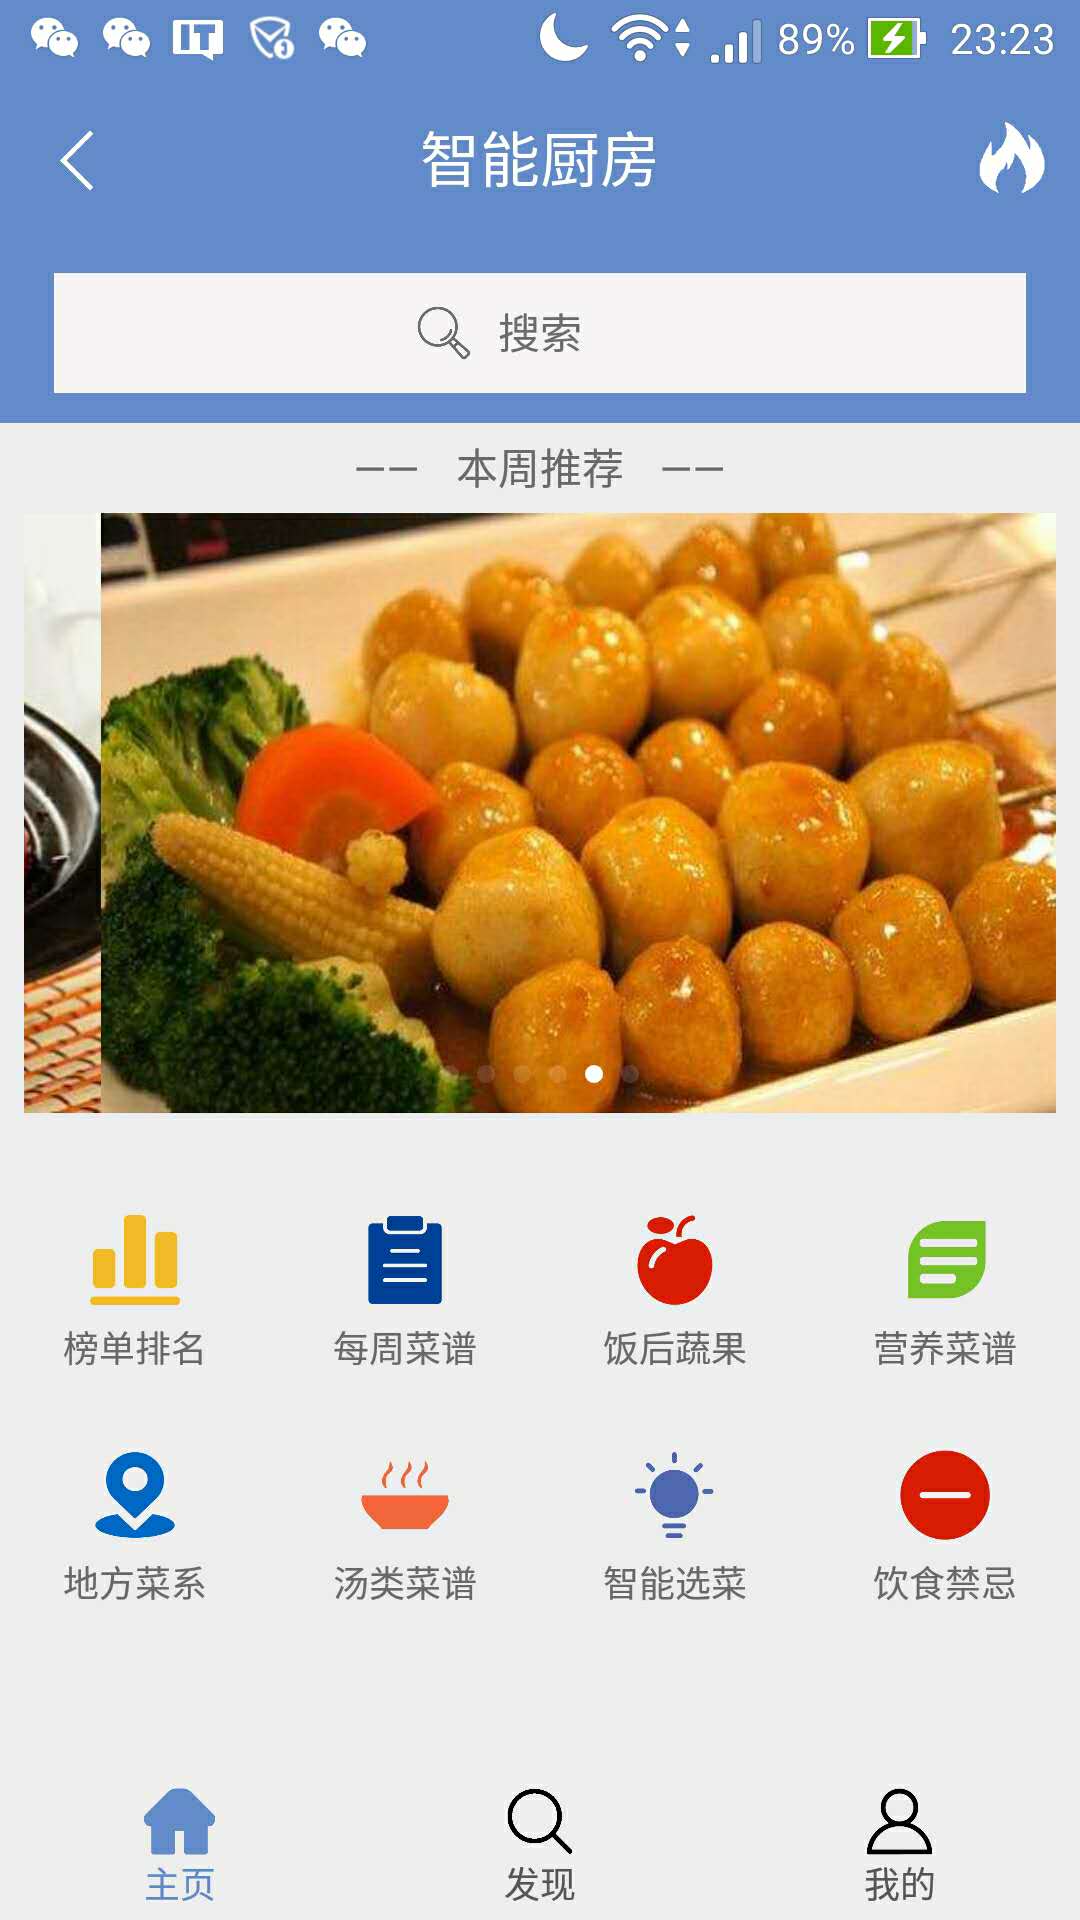 IT 89% 23:23
智能厨房
搜索
—— 本周推荐 ——
榜单排名 每周菜谱 饭后蔬果 营养菜谱
地方菜系 汤类菜谱 智能选菜 饮食禁忌
主页 发现 我的